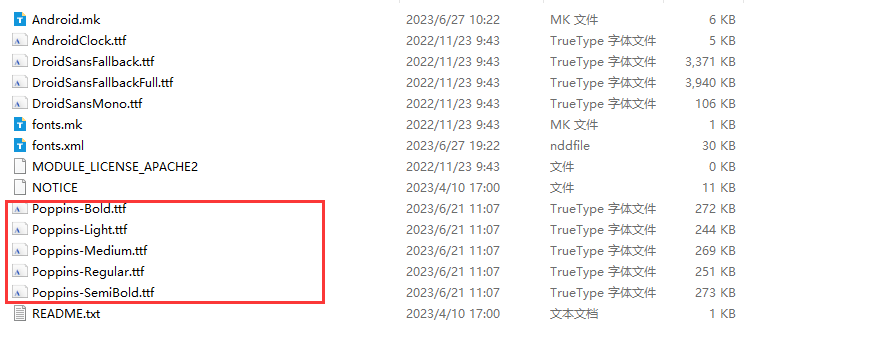 Android.mk 2023/6/27 10:22 MK 文件 6 KB
AndroidClock.ttf 2022/11/23 9:43 TrueType 字体文件 5 KB
DroidSansFallback.ttf 2022/11/23 9:43 TrueType 字体文件 3,371 KB
DroidSansFallbackFull.ttf 2022/11/23 9:43 TrueType 字体文件 3,940 KB
DroidSansMono.ttf 2022/11/23 9:43 TrueType 字体文件 106 KB
fonts.mk 2022/11/23 9:43 MK 文件 1 KB
fonts.xml 2023/6/27 19:22 nddfile 30 KB
MODULE_LICENSE_APACHE2 2022/11/23 9:43 文件 0 KB
NOTICE 2023/4/10 17:00 文件 11 KB
Poppins-Bold.ttf 2023/6/21 11:07 TrueType 字体文件 272 KB
Poppins-Light.ttf 2023/6/21 11:07 TrueType 字体文件 244 KB
Poppins-Medium.ttf 2023/6/21 11:07 TrueType 字体文件 269 KB
Poppins-Regular.ttf 2023/6/21 11:07 TrueType 字体文件 251 KB
Poppins-SemiBold.ttf 2023/6/21 11:07 TrueType 字体文件 273 KB
README.txt 2023/4/10 17:00 文本文档 1 KB